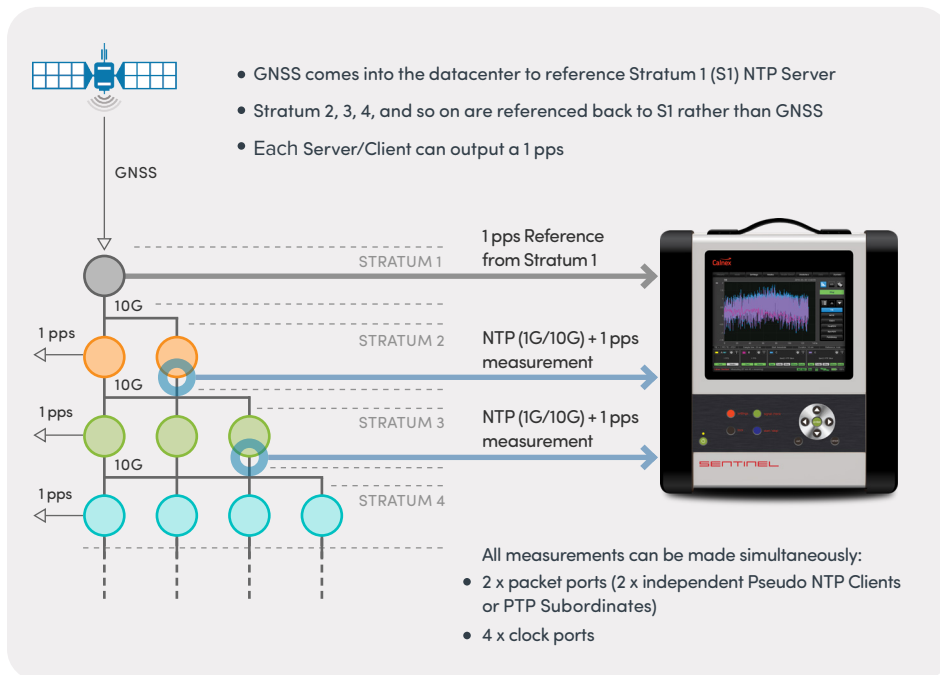 • GNSS comes into the datacenter to reference Stratum 1 (S1) NTP Server
• Stratum 2, 3, 4, and so on are referenced back to S1 rather than GNSS
• Each Server/Client can output a 1 pps
GNSS
1 pps Reference
from Stratum 1
STRATUM 1
10G
1 pps
STRATUM 2
NTP (1G/10G) + 1 pps
measurement
10G
1 pps
STRATUM 3
NTP (1G/10G) + 1 pps
measurement
10G
1 pps
STRATUM 4
Calnex
SENTINEL
All measurements can be made simultaneously:
• 2 x packet ports (2 x independent Pseudo NTP Clients
or PTP Subordinates)
• 4 x clock ports